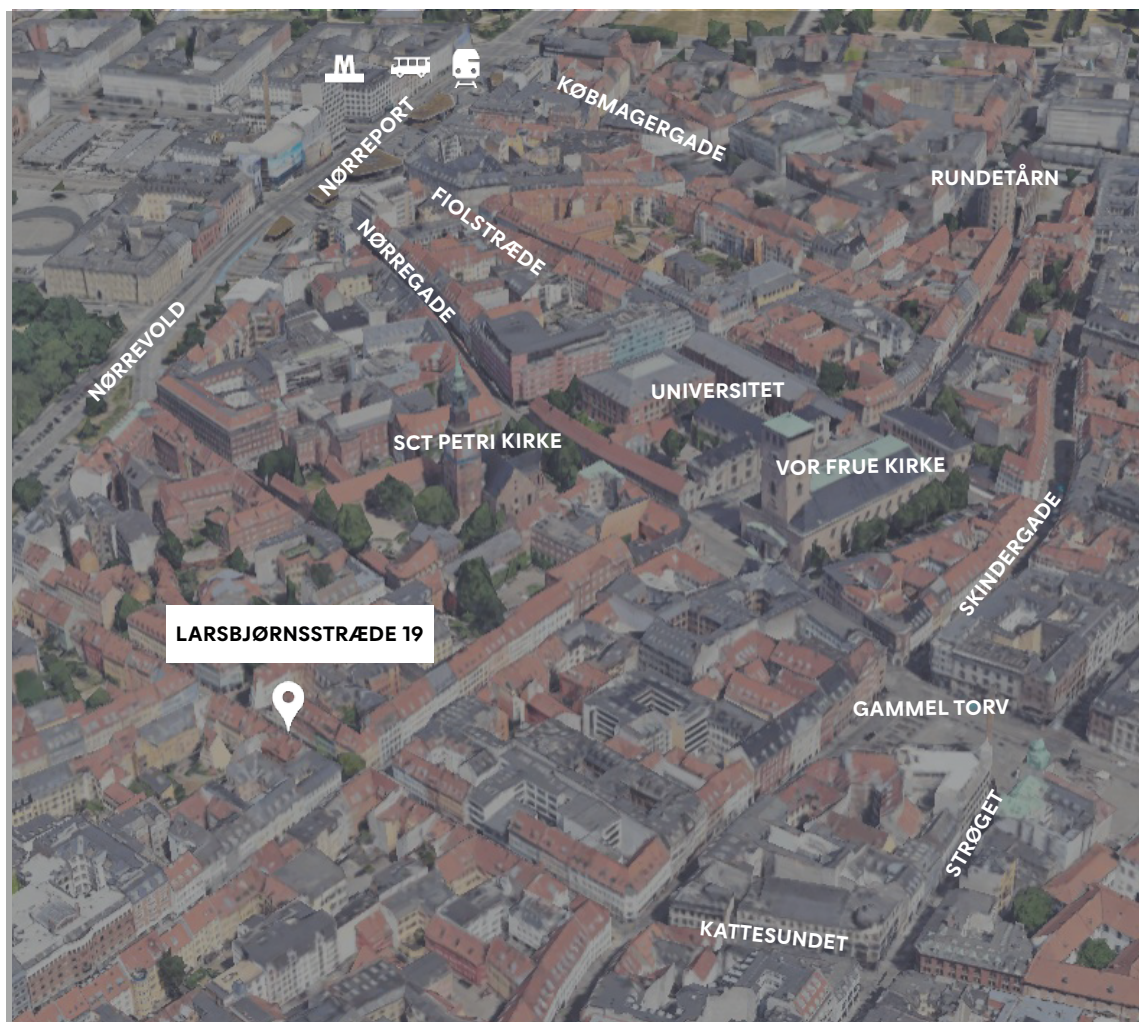 M
KØBMAGERGADE
NØRREPORT
RUNDETÅRN
FIOLSTRÆDE
NØRREGADE
NØRREVOLD
UNIVERSITET
SCT PETRI KIRKE
VOR FRUE KIRKE
SKINDERGADE
LARSBJØRNSSTRÆDE 19
GAMMEL TORV
STRØGET
KATTESUNDET